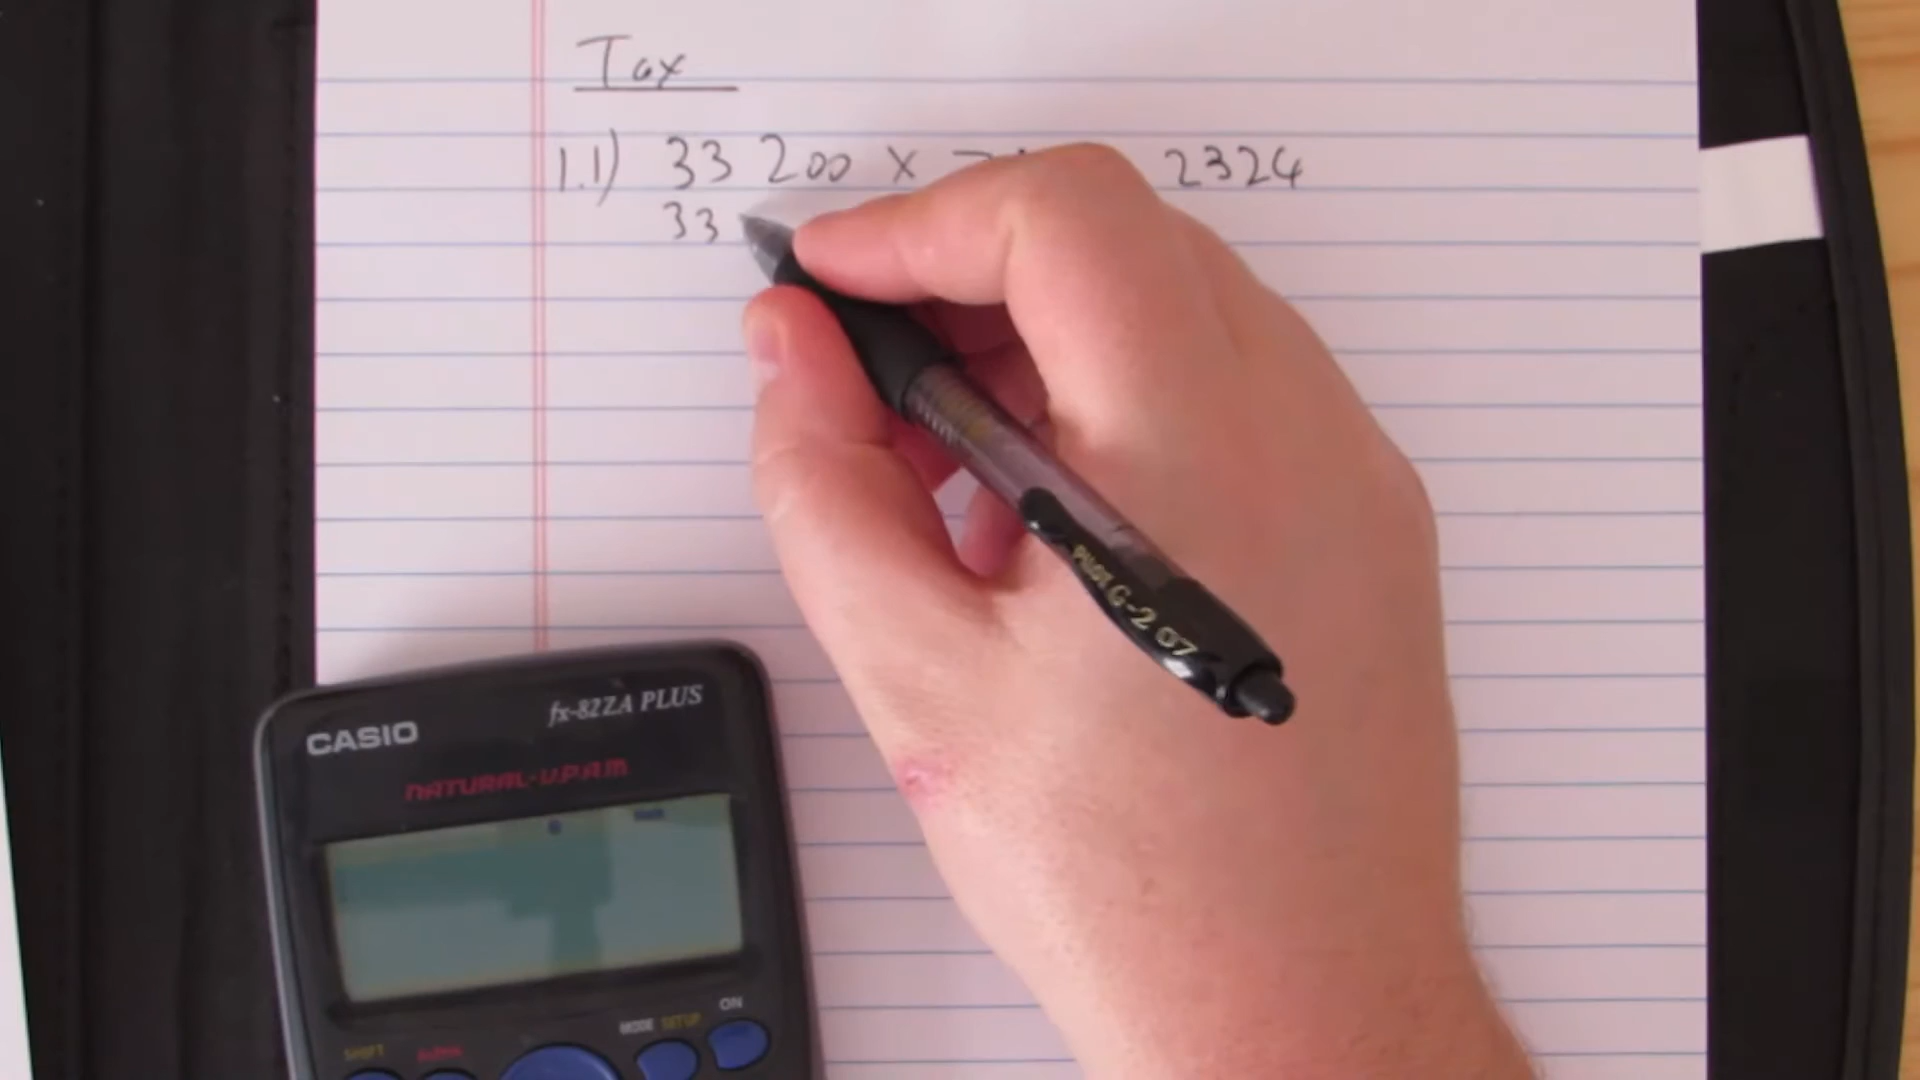 Tax
1.1) 33 200 x 2324
33
PILOT G-2 07
CASIO
fx-82ZA PLUS
NATURAL-V.P.A.M.
ON
MODE SETUP
SHIFT
ALPHA